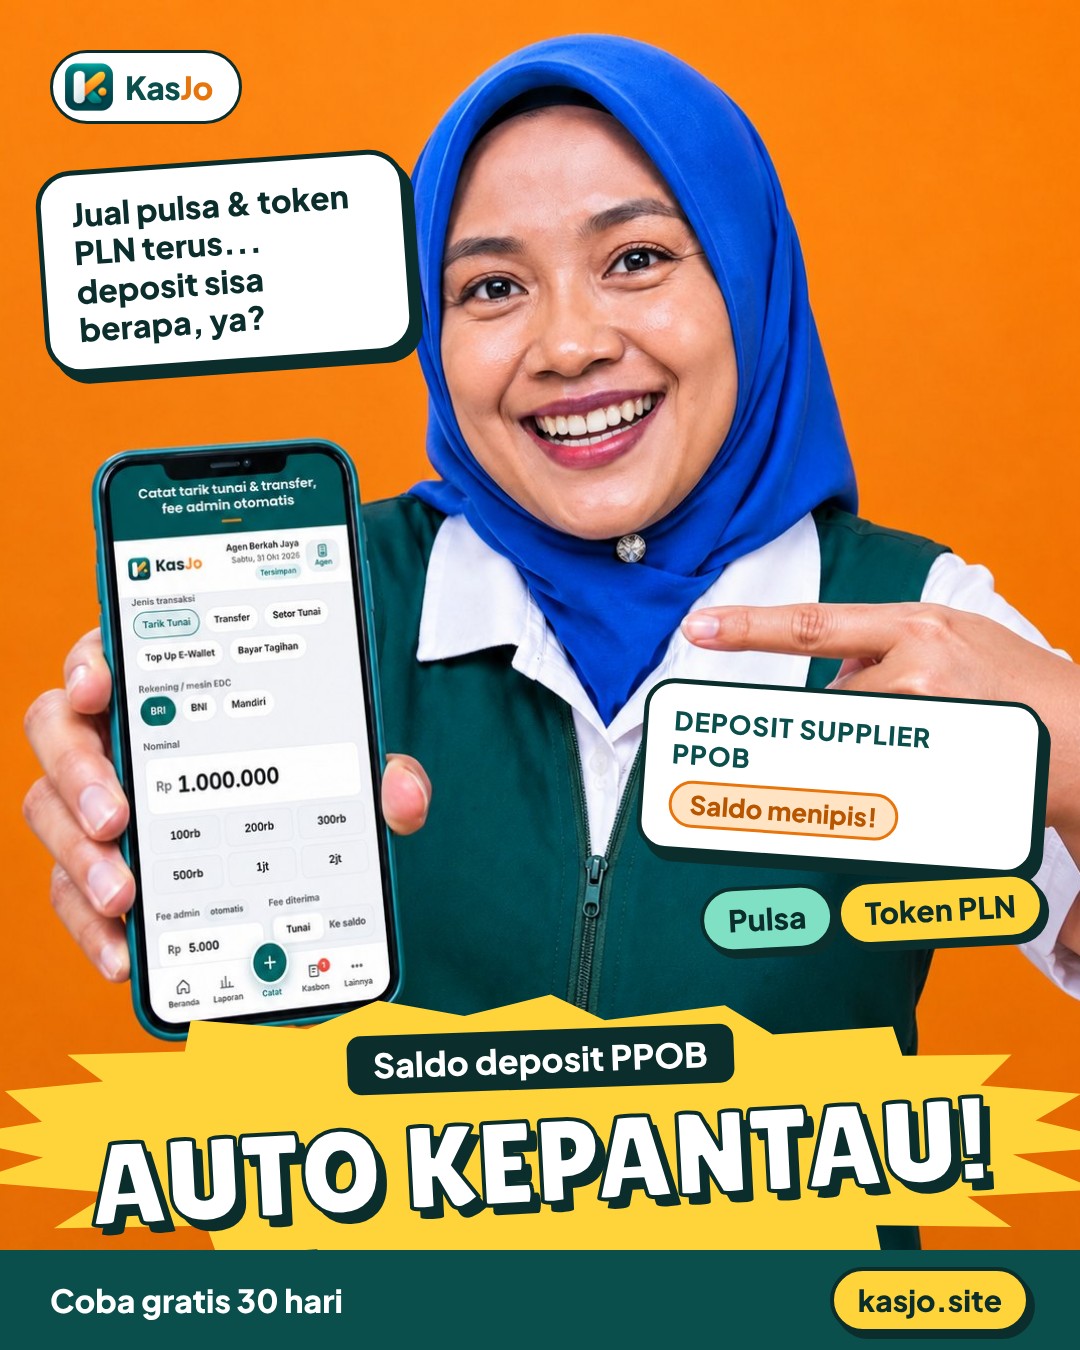 KasJo
Jual pulsa & token
PLN terus...
deposit sisa
berapa, ya?
Catat tarik tunai & transfer,
fee admin otomatis
KasJo
Agen Berkah Jaya
Sabtu, 31 Okt 2026
Tersimpan
Agen
Jenis transaksi
Tarik Tunai
Transfer
Setor Tunai
Top Up E-Wallet
Bayar Tagihan
Rekening / mesin EDC
BRI
BNI
Mandiri
Nominal
Rp 1.000.000
100rb
200rb
300rb
500rb
1jt
2jt
Fee admin
otomatis
Fee diterima
Rp 5.000
Tunai
Ke saldo
Beranda
Laporan
+
Catat
1
Kasbon
Lainnya
DEPOSIT SUPPLIER
PPOB
Saldo menipis!
Pulsa
Token PLN
Saldo deposit PPOB
AUTO KEPANTAU!
Coba gratis 30 hari
kasjo.site